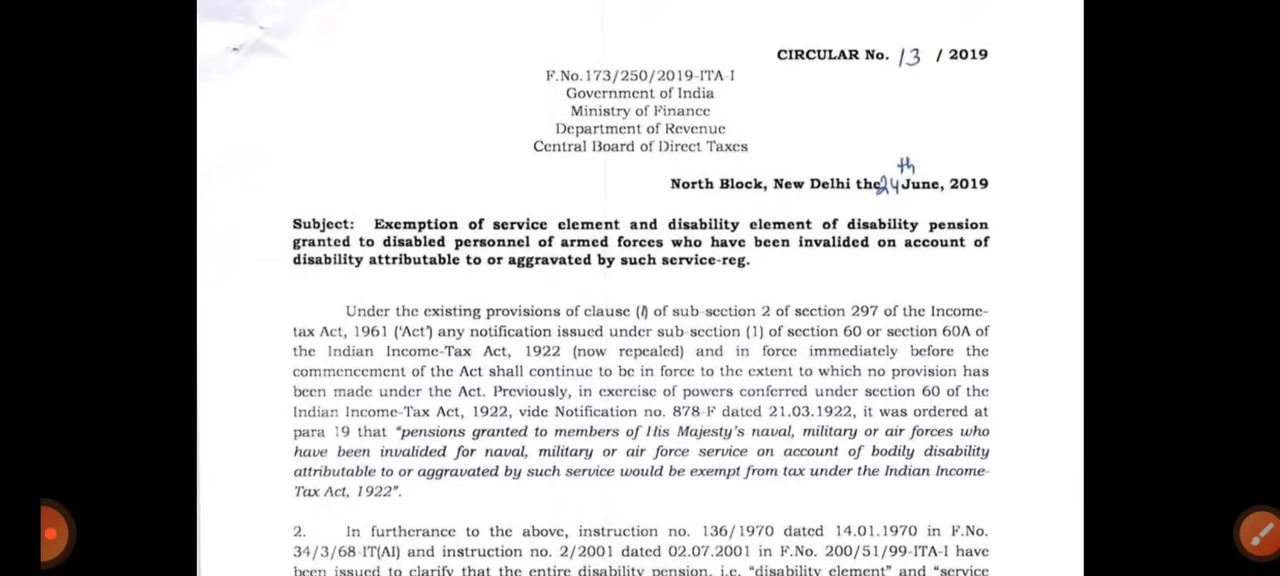 CIRCULAR No. 13 / 2019
F.No.173/250/2019-ITA-I
Government of India
Ministry of Finance
Department of Revenue
Central Board of Direct Taxes
North Block, New Delhi the 24th June, 2019
Subject: Exemption of service element and disability element of disability pension
granted to disabled personnel of armed forces who have been invalided on account of
disability attributable to or aggravated by such service-reg.
Under the existing provisions of clause (l) of sub-section 2 of section 297 of the Income-
tax Act, 1961 ('Act') any notification issued under sub-section (1) of section 60 or section 60A of
the Indian Income-Tax Act, 1922 (now repealed) and in force immediately before the
commencement of the Act shall continue to be in force to the extent to which no provision has
been made under the Act. Previously, in exercise of powers conferred under section 60 of the
Indian Income-Tax Act, 1922, vide Notification no. 878-F dated 21.03.1922, it was ordered at
para 19 that "pensions granted to members of His Majesty's naval, military or air forces who
have been invalided for naval, military or air force service on account of bodily disability
attributable to or aggravated by such service would be exempt from tax under the Indian Income-
Tax Act, 1922".
2. In furtherance to the above, instruction no. 136/1970 dated 14.01.1970 in F.No.
34/3/68-IT(AI) and instruction no. 2/2001 dated 02.07.2001 in F.No. 200/51/99-ITA-I have
been issued to clarify that the entire disability pension, i.e. "disability element" and "service